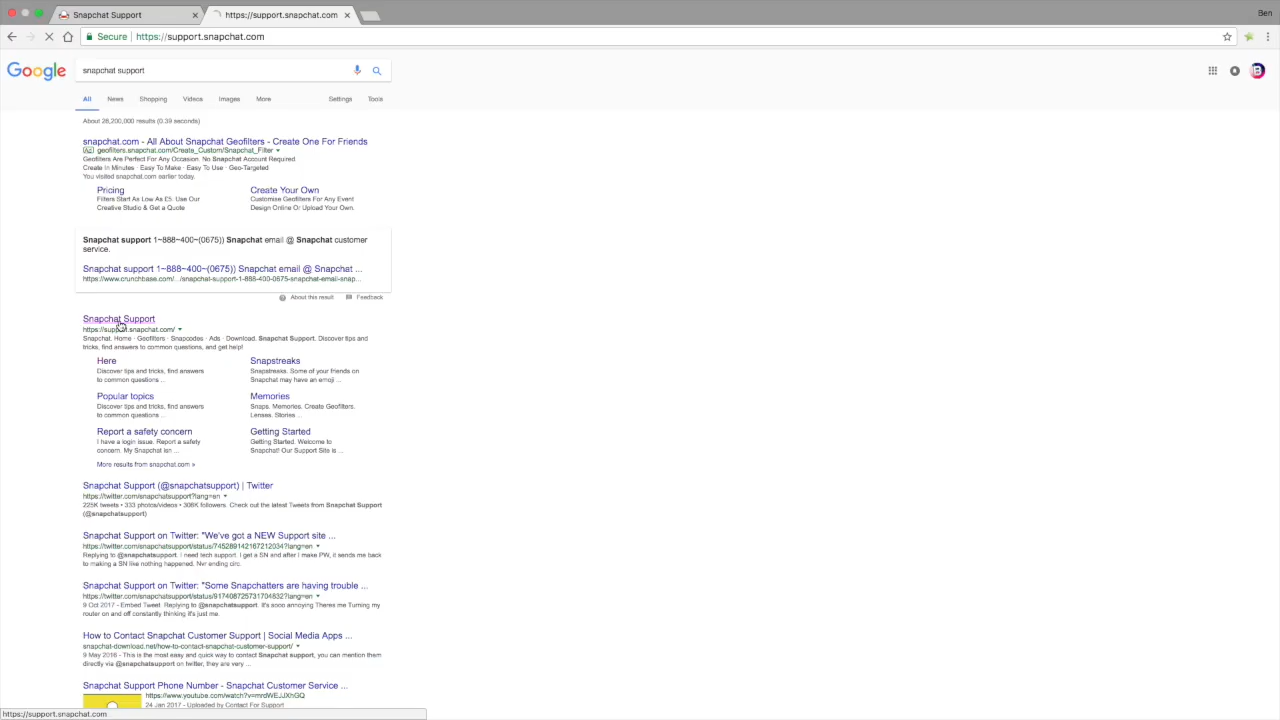 Snapchat Support
https://support.snapchat.com
Ben
Secure | https://support.snapchat.com
Google
snapchat support
All News Shopping Videos Images More Settings Tools
About 28,200,000 results (0.39 seconds)
snapchat.com - All About Snapchat Geofilters - Create One For Friends
Ad geofilters.snapchat.com/Create_Custom/Snapchat_Filter
Geofilters Are Perfect For Any Occasion. No Snapchat Account Required
Create In Minutes · Easy To Make · Easy To Use · Geo-Targeted
You visited snapchat.com earlier today.
Pricing
Filters Start As Low As £5. Use Our
Creative Studio & Get a Quote
Create Your Own
Customise Geofilters For Any Event
Design Online Or Upload Your Own.
Snapchat support 1~888~400~(0675)) Snapchat email @ Snapchat customer
service.
Snapchat support 1~888~400~(0675)) Snapchat email @ Snapchat ...
https://www.crunchbase.com/.../snapchat-support-1-888-400-0675-snapchat-email-snap...
About this result Feedback
Snapchat Support
https://support.snapchat.com/
Snapchat. Home · Geofilters · Snapcodes · Ads · Download. Snapchat Support. Discover tips and
tricks, find answers to common questions, and get help!
Here
Discover tips and tricks, find answers
to common questions ...
Snapstreaks
Snapstreaks. Some of your friends on
Snapchat may have an emoji ...
Popular topics
Discover tips and tricks, find answers
to common questions ...
Memories
Snaps. Memories. Create Geofilters.
Lenses. Stories ...
Report a safety concern
I have a login issue. Report a safety
concern. My Snapchat isn ...
Getting Started
Getting Started. Welcome to
Snapchat! Our Support Site is ...
More results from snapchat.com »
Snapchat Support (@snapchatsupport) | Twitter
https://twitter.com/snapchatsupport?lang=en
225K tweets • 333 photos/videos • 306K followers. Check out the latest Tweets from Snapchat Support
(@snapchatsupport)
Snapchat Support on Twitter: "We've got a NEW Support site ...
https://twitter.com/snapchatsupport/status/745289142167212034?lang=en
Replying to @snapchatsupport. I need tech support. I get a SN and after I make PW, it sends me back
to making a SN like nothing happened. Nvr ending circ.
Snapchat Support on Twitter: "Some Snapchatters are having trouble ...
https://twitter.com/snapchatsupport/status/917408725731704832?lang=en
9 Oct 2017 - Embed Tweet. Replying to @snapchatsupport. It's sooo annoying Theres me Turning my
router on and off constantly thinking it's just me.
How to Contact Snapchat Customer Support | Social Media Apps ...
snapchat-download.net/how-to-contact-snapchat-customer-support/
9 May 2016 - This is the most easy and quick way to contact Snapchat support, you can mention them
directly via @snapchatsupport on twitter, they are very ...
Snapchat Support Phone Number - Snapchat Customer Service ...
https://www.youtube.com/watch?v=mrdWEJJXhGQ
24 Jan 2017 - Uploaded by Contact For Support
https://support.snapchat.com